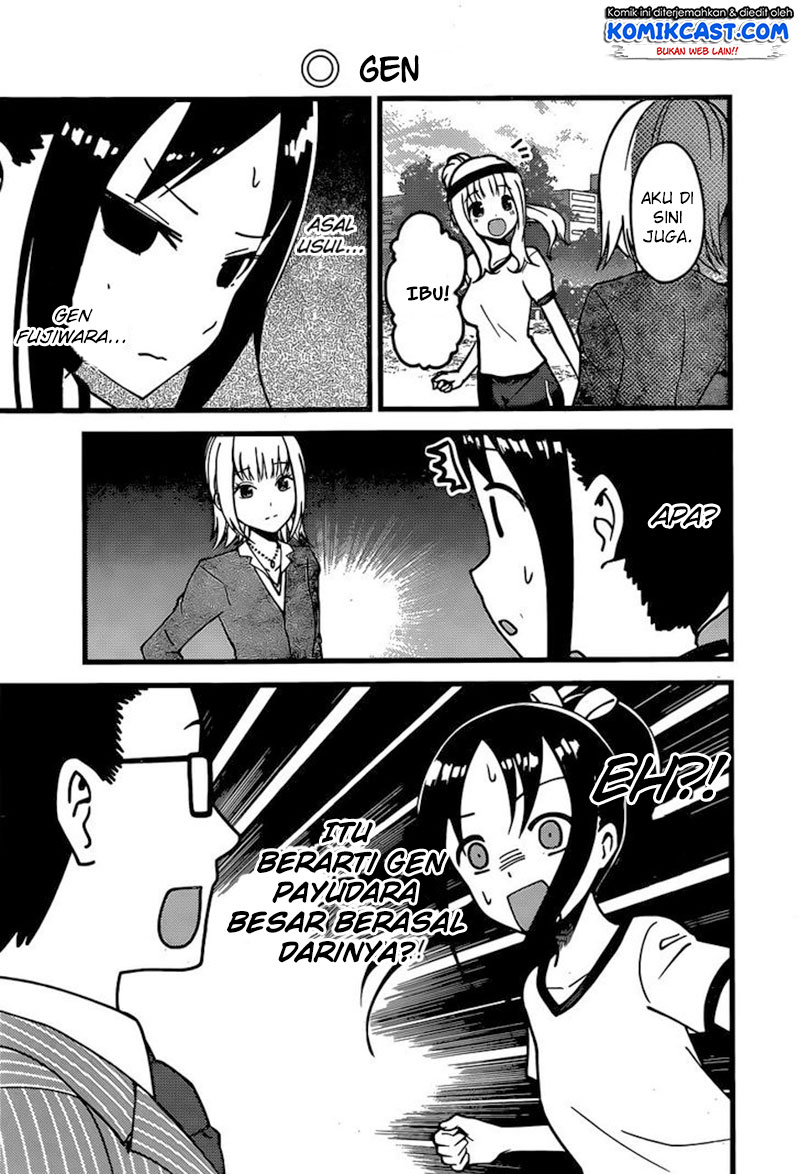 Komik ini diterjemahkan & diedit oleh
KOMIKCAST.COM
BUKAN WEB LAIN!!
GEN
AKU DI
SINI
JUGA.
IBU!
ASAL
USUL...
GEN
FUJIWARA...
APA?
EH?!
ITU
BERARTI GEN
PAYUDARA
BESAR BERASAL
DARINYA?!